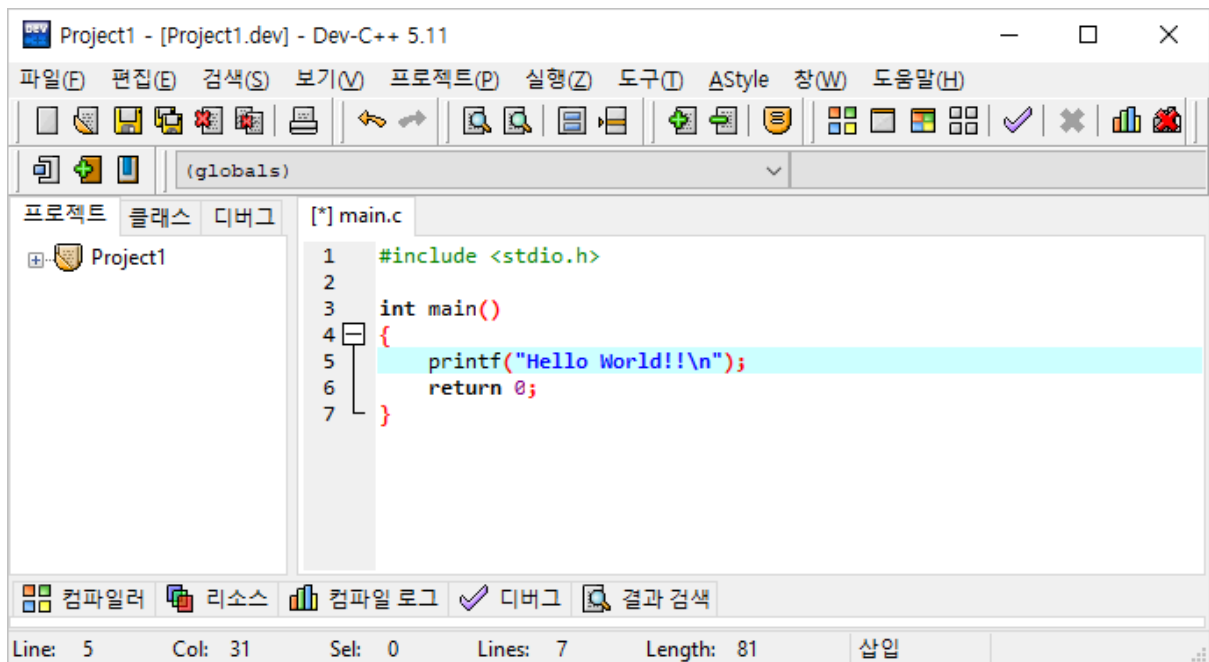 Project1 - [Project1.dev] - Dev-C++ 5.11
파일(F) 편집(E) 검색(S) 보기(V) 프로젝트(P) 실행(Z) 도구(T) AStyle 창(W) 도움말(H)
(globals)
프로젝트 클래스 디버그 [*] main.c
Project1
1 #include <stdio.h>
2
3 int main()
4 {
5 printf("Hello World!!\n");
6 return 0;
7 }
컴파일러 리소스 컴파일 로그 디버그 결과 검색
Line: 5 Col: 31 Sel: 0 Lines: 7 Length: 81 삽입